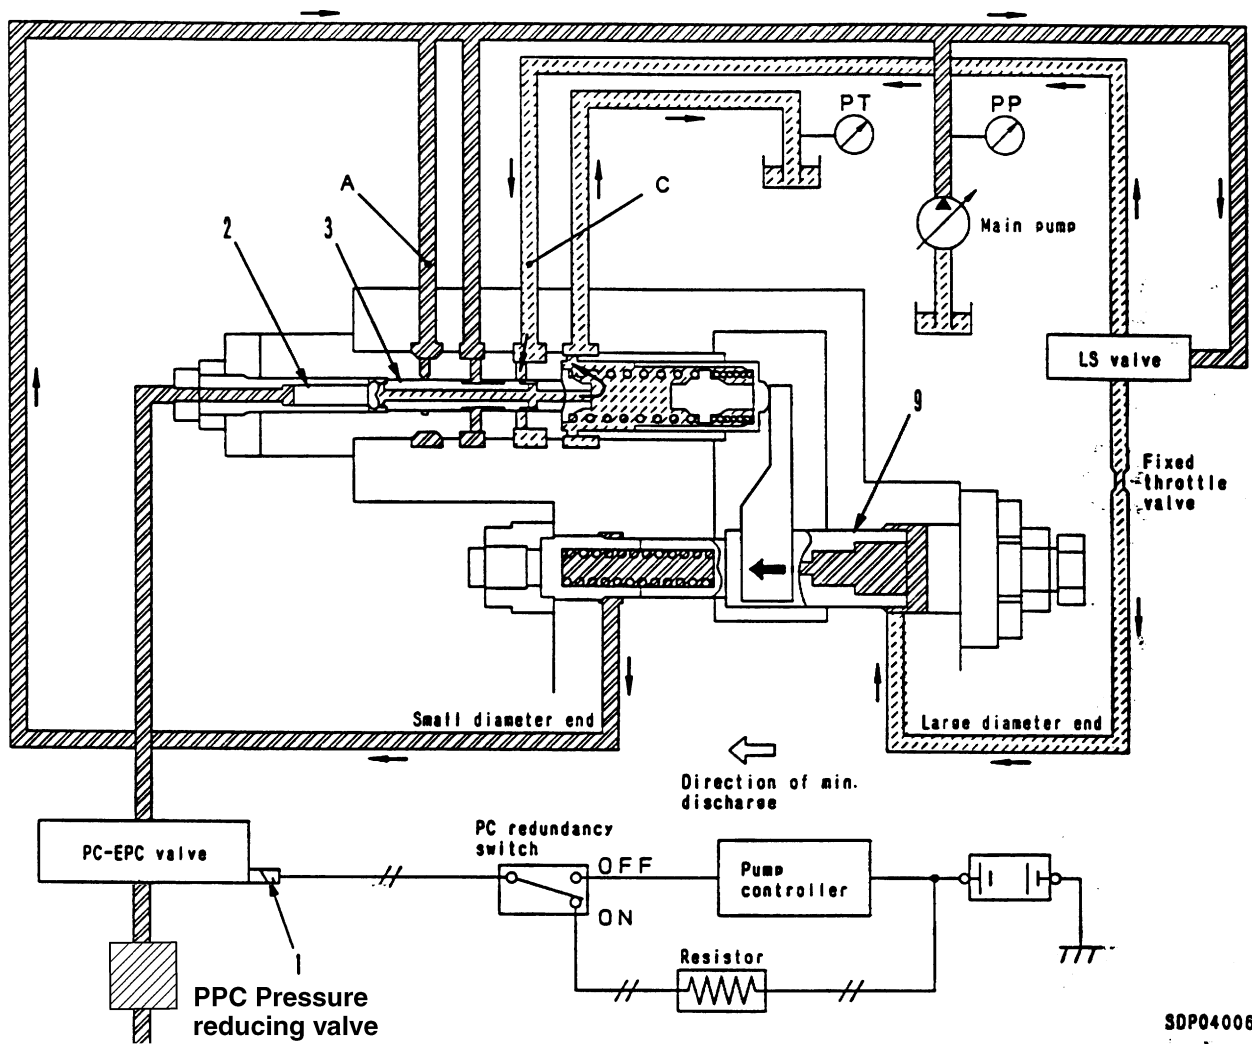 PT
PP
A
C
2
3
Main pump
LS valve
9
Fixed
throttle
valve
Small diameter end
Large diameter end
Direction of min.
discharge
PC-EPC valve
PC redundancy
switch
OFF
ON
Pump
controller
1
Resistor
PPC Pressure
reducing valve
SDP04006